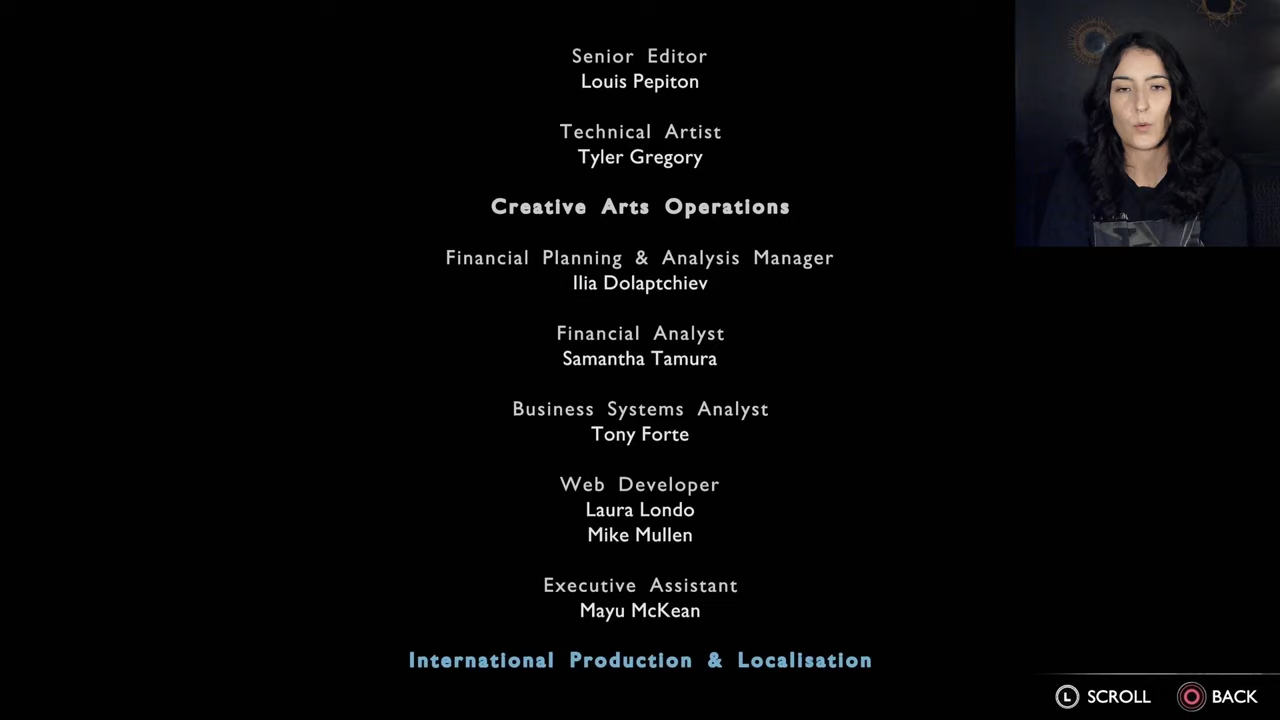 Senior Editor
Louis Pepiton
Technical Artist
Tyler Gregory
Creative Arts Operations
Financial Planning & Analysis Manager
Ilia Dolaptchiev
Financial Analyst
Samantha Tamura
Business Systems Analyst
Tony Forte
Web Developer
Laura Londo
Mike Mullen
Executive Assistant
Mayu McKean
International Production & Localisation
L SCROLL
BACK